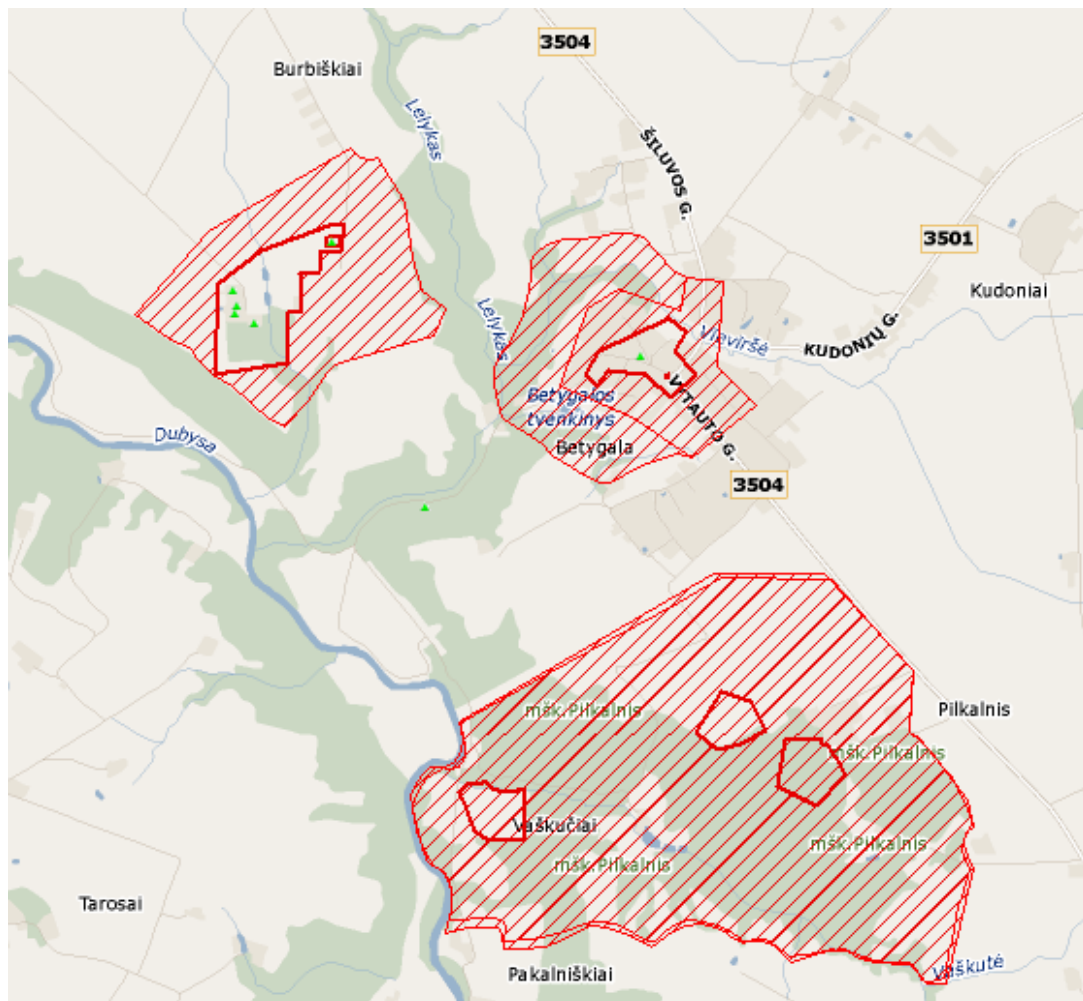 3504
Burbiškiai
Lelykas
ŠILUVOS G.
3501
Kudoniai
Lelykas
Vieviršė
KUDONIŲ G.
Betygalos
tvenkinys
VYTAUTO G.
Dubysa
Betygala
3504
mšk. Pilkalnis
Pilkalnis
mšk. Pilkalnis
Vaškučiai
mšk. Pilkalnis
mšk. Pilkalnis
Tarosai
Pakalniškiai
Vaškutė